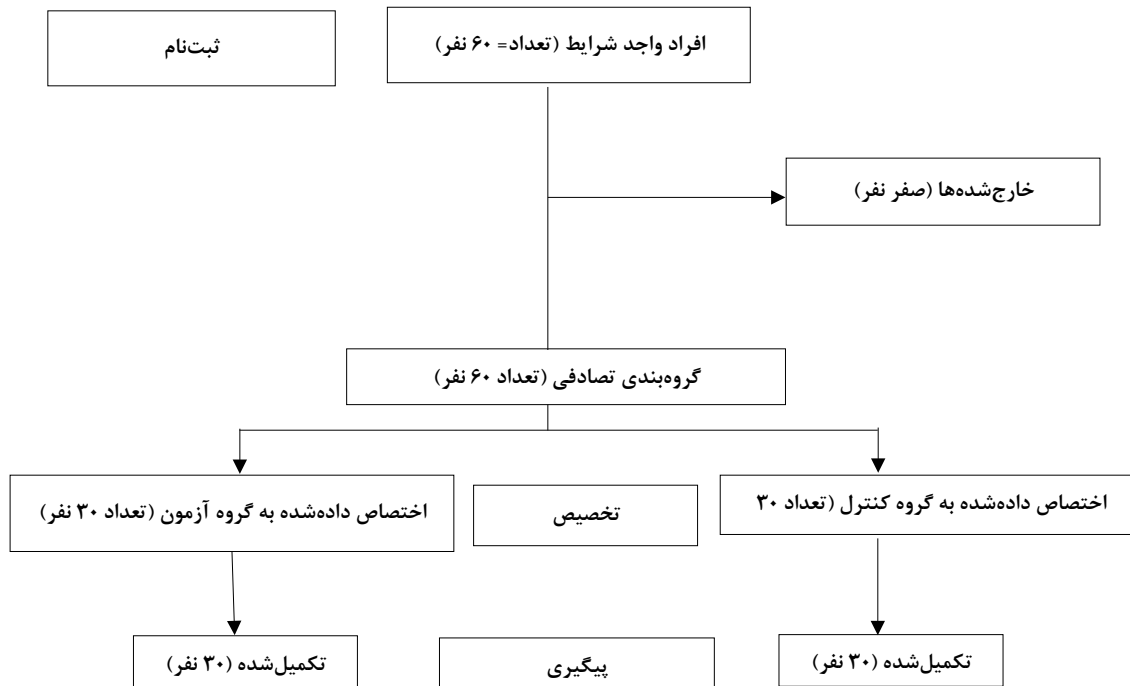 ثبت‌نام
افراد واجد شرایط (تعداد= ۶۰ نفر)
خارج‌شده‌ها (صفر نفر)
گروه‌بندی تصادفی (تعداد ۶۰ نفر)
اختصاص داده‌شده به گروه کنترل (تعداد ۳۰
تخصیص
اختصاص داده‌شده به گروه آزمون (تعداد ۳۰ نفر)
تکمیل‌شده (۳۰ نفر)
پیگیری
تکمیل‌شده (۳۰ نفر)